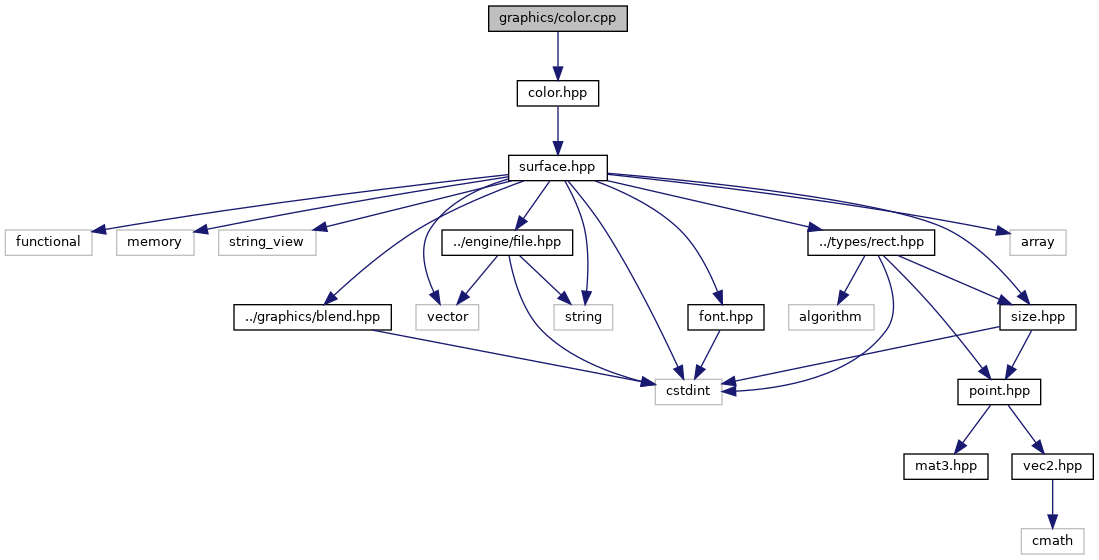 graphics/color.cpp
color.hpp
surface.hpp
functional
memory
string_view
../engine/file.hpp
../types/rect.hpp
array
../graphics/blend.hpp
vector
string
font.hpp
algorithm
size.hpp
cstdint
point.hpp
mat3.hpp
vec2.hpp
cmath